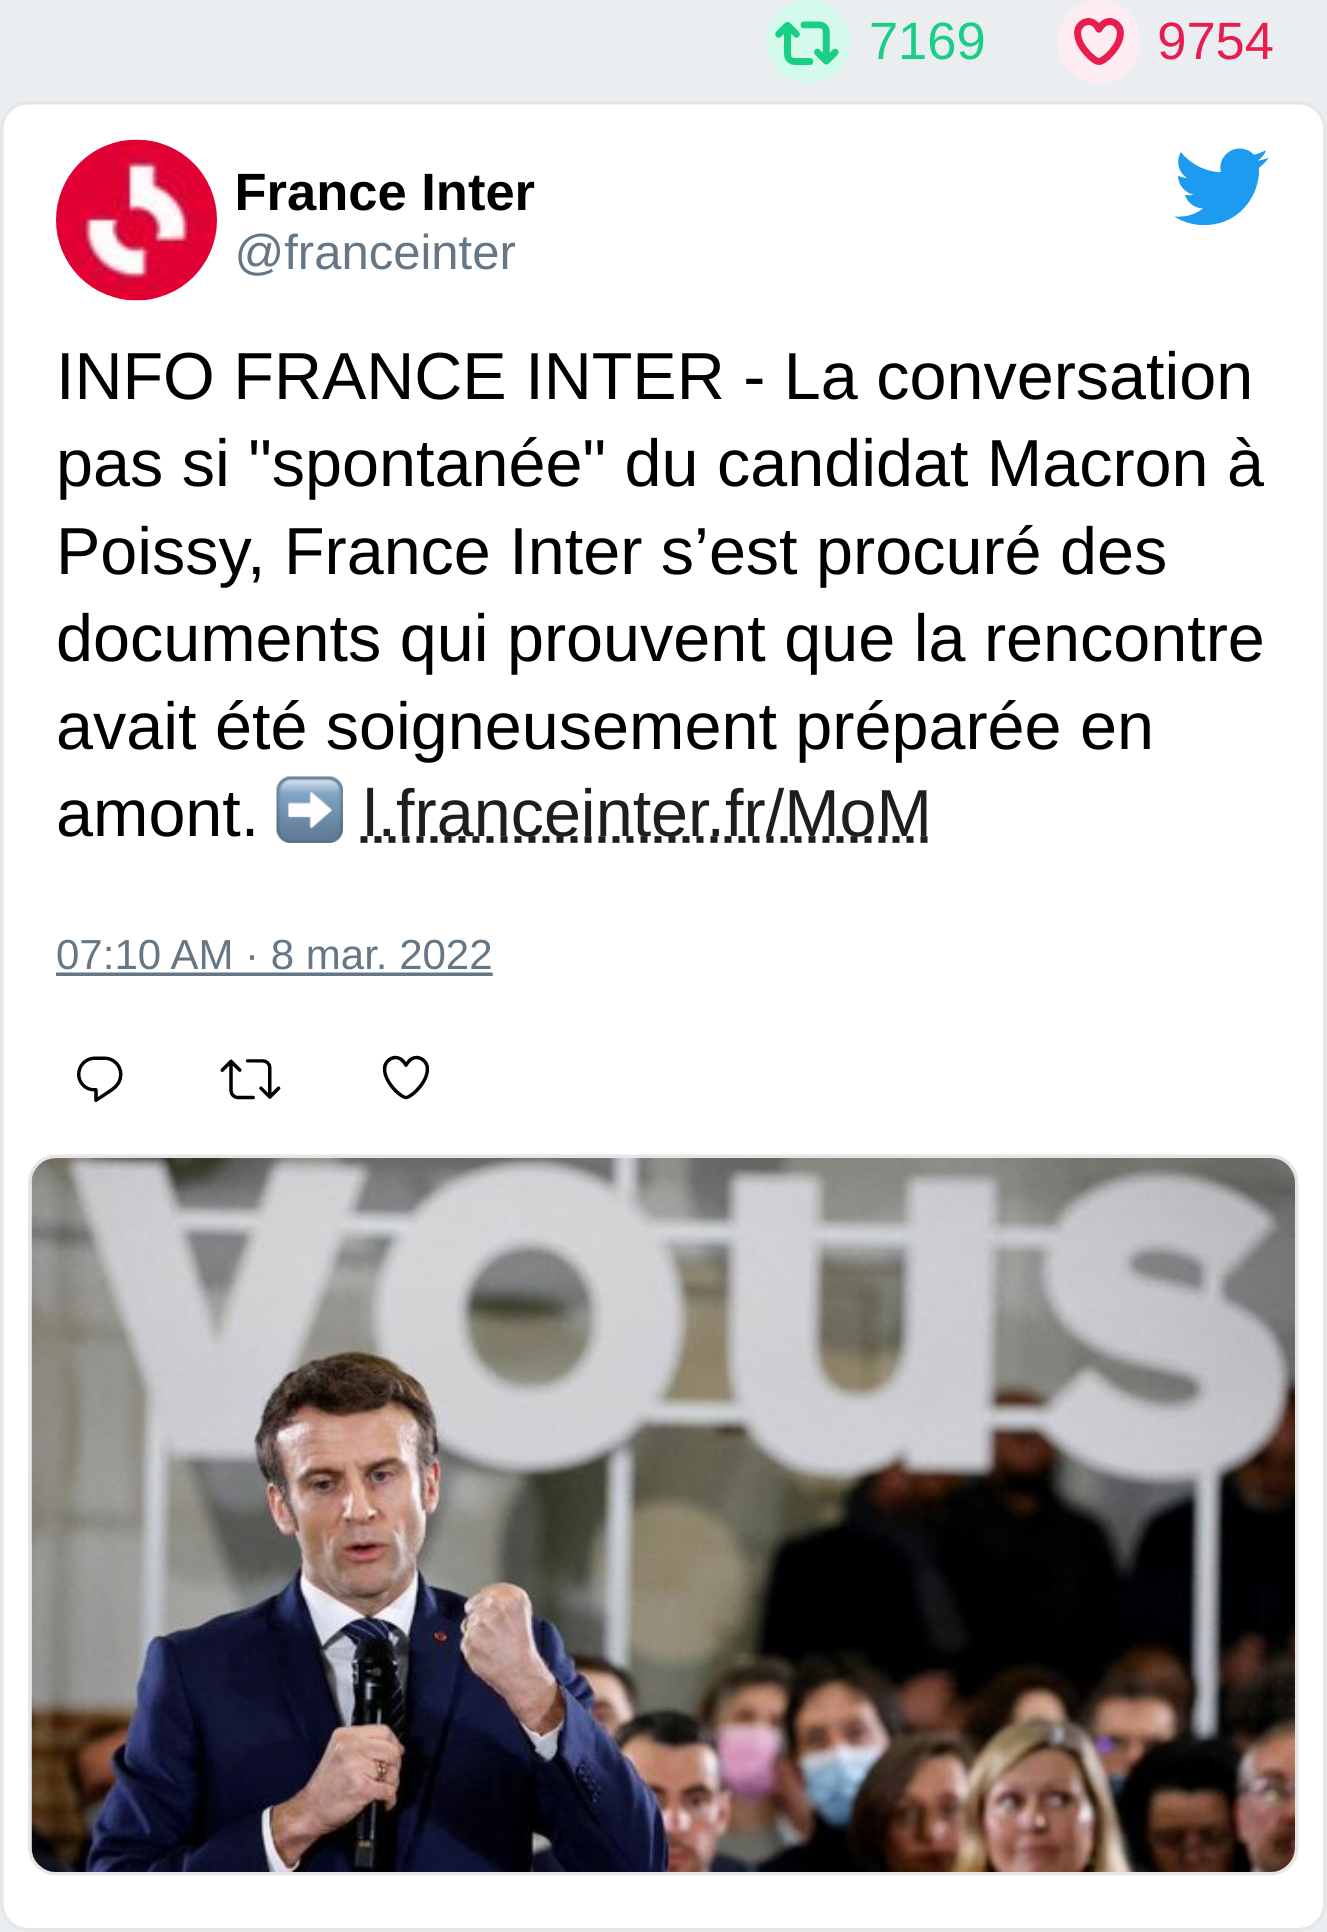 7169 9754
France Inter
@franceinter
INFO FRANCE INTER - La conversation
pas si "spontanée" du candidat Macron à
Poissy, France Inter s’est procuré des
documents qui prouvent que la rencontre
avait été soigneusement préparée en
amont. ➡️ l.franceinter.fr/MoM
07:10 AM · 8 mar. 2022
vous